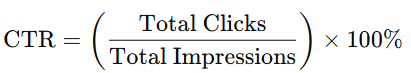 CTR = (Total Clicks / Total Impressions) × 100%